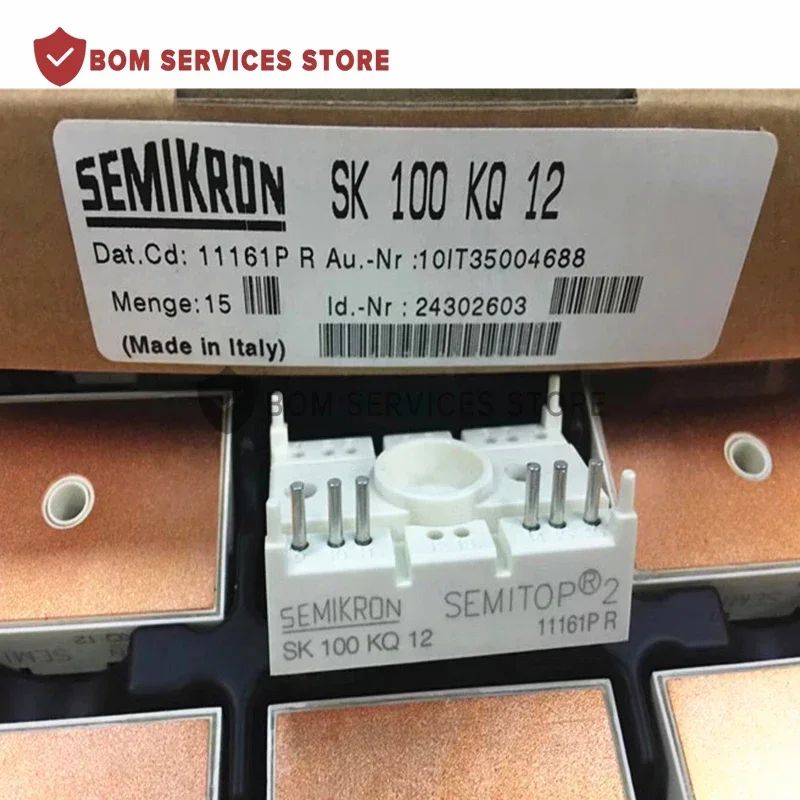 BOM SERVICES STORE
SEMIKRON SK 100 KQ 12
Dat.Cd: 11161P R Au.-Nr :10IT35004688
Menge:15 Id.-Nr : 24302603
(Made in Italy)
BOM SERVICES STORE
SEMIKRON SEMITOP®2
SK 100 KQ 12 11161P R
SEMI